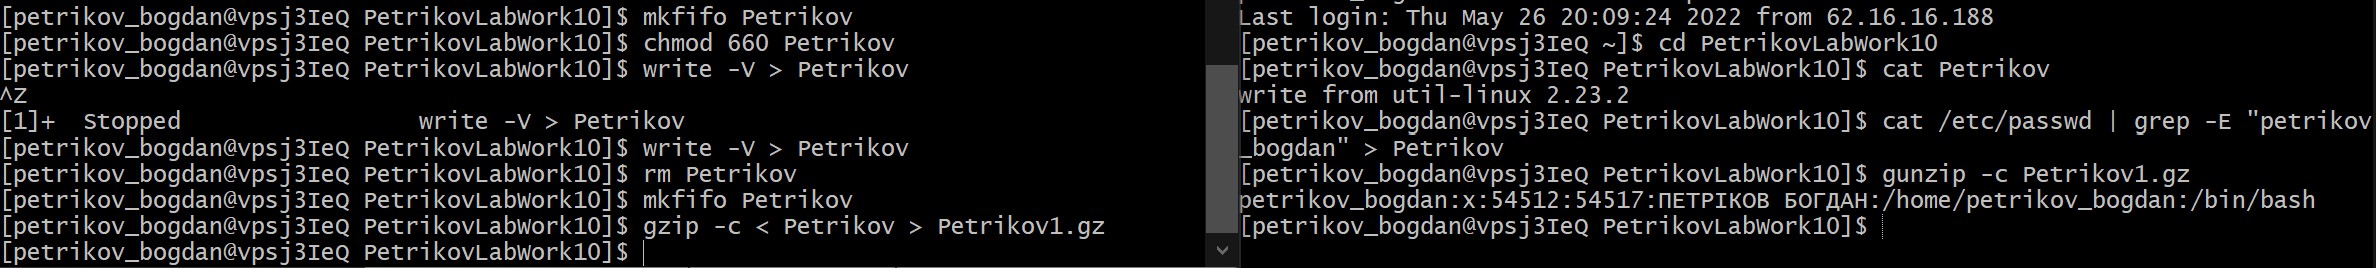 [petrikov_bogdan@vpsj3IeQ PetrikovLabWork10]$ mkfifo Petrikov
[petrikov_bogdan@vpsj3IeQ PetrikovLabWork10]$ chmod 660 Petrikov
[petrikov_bogdan@vpsj3IeQ PetrikovLabWork10]$ write -V > Petrikov
^Z
[1]+  Stopped                 write -V > Petrikov
[petrikov_bogdan@vpsj3IeQ PetrikovLabWork10]$ write -V > Petrikov
[petrikov_bogdan@vpsj3IeQ PetrikovLabWork10]$ rm Petrikov
[petrikov_bogdan@vpsj3IeQ PetrikovLabWork10]$ mkfifo Petrikov
[petrikov_bogdan@vpsj3IeQ PetrikovLabWork10]$ gzip -c < Petrikov > Petrikov1.gz
[petrikov_bogdan@vpsj3IeQ PetrikovLabWork10]$
Last login: Thu May 26 20:09:24 2022 from 62.16.16.188
[petrikov_bogdan@vpsj3IeQ ~]$ cd PetrikovLabWork10
[petrikov_bogdan@vpsj3IeQ PetrikovLabWork10]$ cat Petrikov
write from util-linux 2.23.2
[petrikov_bogdan@vpsj3IeQ PetrikovLabWork10]$ cat /etc/passwd | grep -E "petrikov
_bogdan" > Petrikov
[petrikov_bogdan@vpsj3IeQ PetrikovLabWork10]$ gunzip -c Petrikov1.gz
petrikov_bogdan:x:54512:54517:ПЕТРІКОВ БОГДАН:/home/petrikov_bogdan:/bin/bash
[petrikov_bogdan@vpsj3IeQ PetrikovLabWork10]$